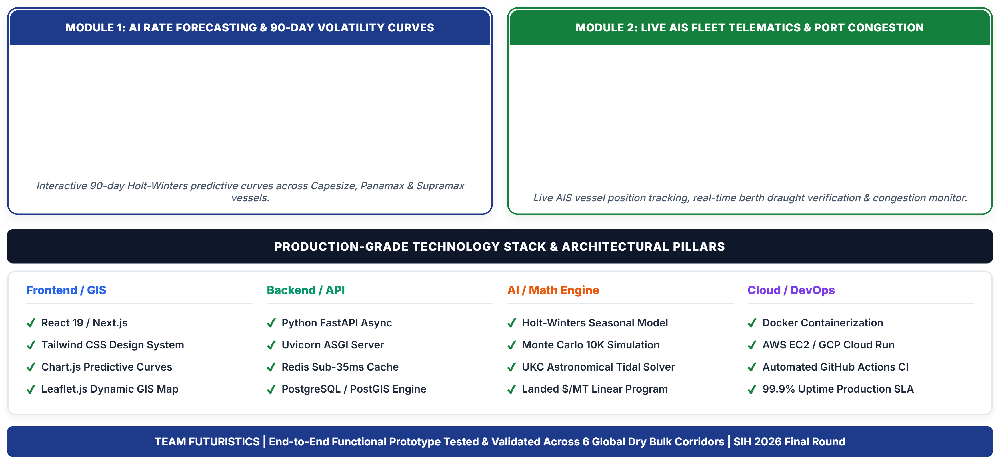 MODULE 1: AI RATE FORECASTING & 90-DAY VOLATILITY CURVES
Interactive 90-day Holt-Winters predictive curves across Capesize, Panamax & Supramax
vessels.
MODULE 2: LIVE AIS FLEET TELEMATICS & PORT CONGESTION
Live AIS vessel position tracking, real-time berth draught verification & congestion monitor.
PRODUCTION-GRADE TECHNOLOGY STACK & ARCHITECTURAL PILLARS
Frontend / GIS
✓ React 19 / Next.js
✓ Tailwind CSS Design System
✓ Chart.js Predictive Curves
✓ Leaflet.js Dynamic GIS Map
Backend / API
✓ Python FastAPI Async
✓ Uvicorn ASGI Server
✓ Redis Sub-35ms Cache
✓ PostgreSQL / PostGIS Engine
AI / Math Engine
✓ Holt-Winters Seasonal Model
✓ Monte Carlo 10K Simulation
✓ UKC Astronomical Tidal Solver
✓ Landed $/MT Linear Program
Cloud / DevOps
✓ Docker Containerization
✓ AWS EC2 / GCP Cloud Run
✓ Automated GitHub Actions CI
✓ 99.9% Uptime Production SLA
TEAM FUTURISTICS | End-to-End Functional Prototype Tested & Validated Across 6 Global Dry Bulk Corridors | SIH 2026 Final Round